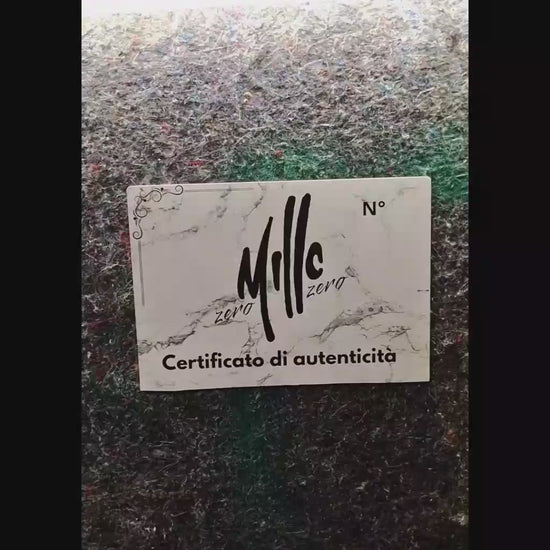 N°
Mille
zero zero
Certificato di autenticità